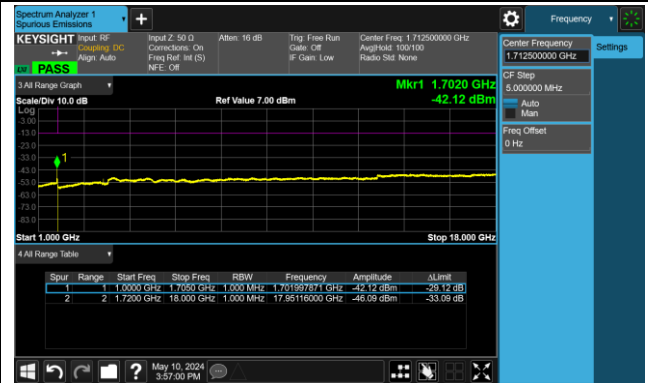 Spectrum Analyzer 1
Spurious Emissions
Frequency
KEYSIGHT Input: RF Input Z: 50 Ω Atten: 16 dB Trig: Free Run Center Freq: 1.712500000 GHz
Coupling: DC Corrections: On Gate: Off Avg|Hold: 100/100
Align: Auto Freq Ref: Int (S) IF Gain: Low Radio Std: None
NFE: Off
LXI PASS
3 All Range Graph
Mkr1 1.7020 GHz
Scale/Div 10.0 dB Ref Value 7.00 dBm -42.12 dBm
Log
-3.00
-13.0
-23.0
-33.0
-43.0
-53.0
-63.0
-73.0
-83.0
1
Start 1.000 GHz Stop 18.000 GHz
4 All Range Table
Spur Range Start Freq Stop Freq RBW Frequency Amplitude ΔLimit
1 1 1.0000 GHz 1.7050 GHz 1.000 MHz 1.701997871 GHz -42.12 dBm -29.12 dB
2 2 1.7200 GHz 18.000 GHz 1.000 MHz 17.95116000 GHz -46.09 dBm -33.09 dB
May 10, 2024
3:57:00 PM
Center Frequency
1.712500000 GHz
Settings
CF Step
5.000000 MHz
Auto
Man
Freq Offset
0 Hz